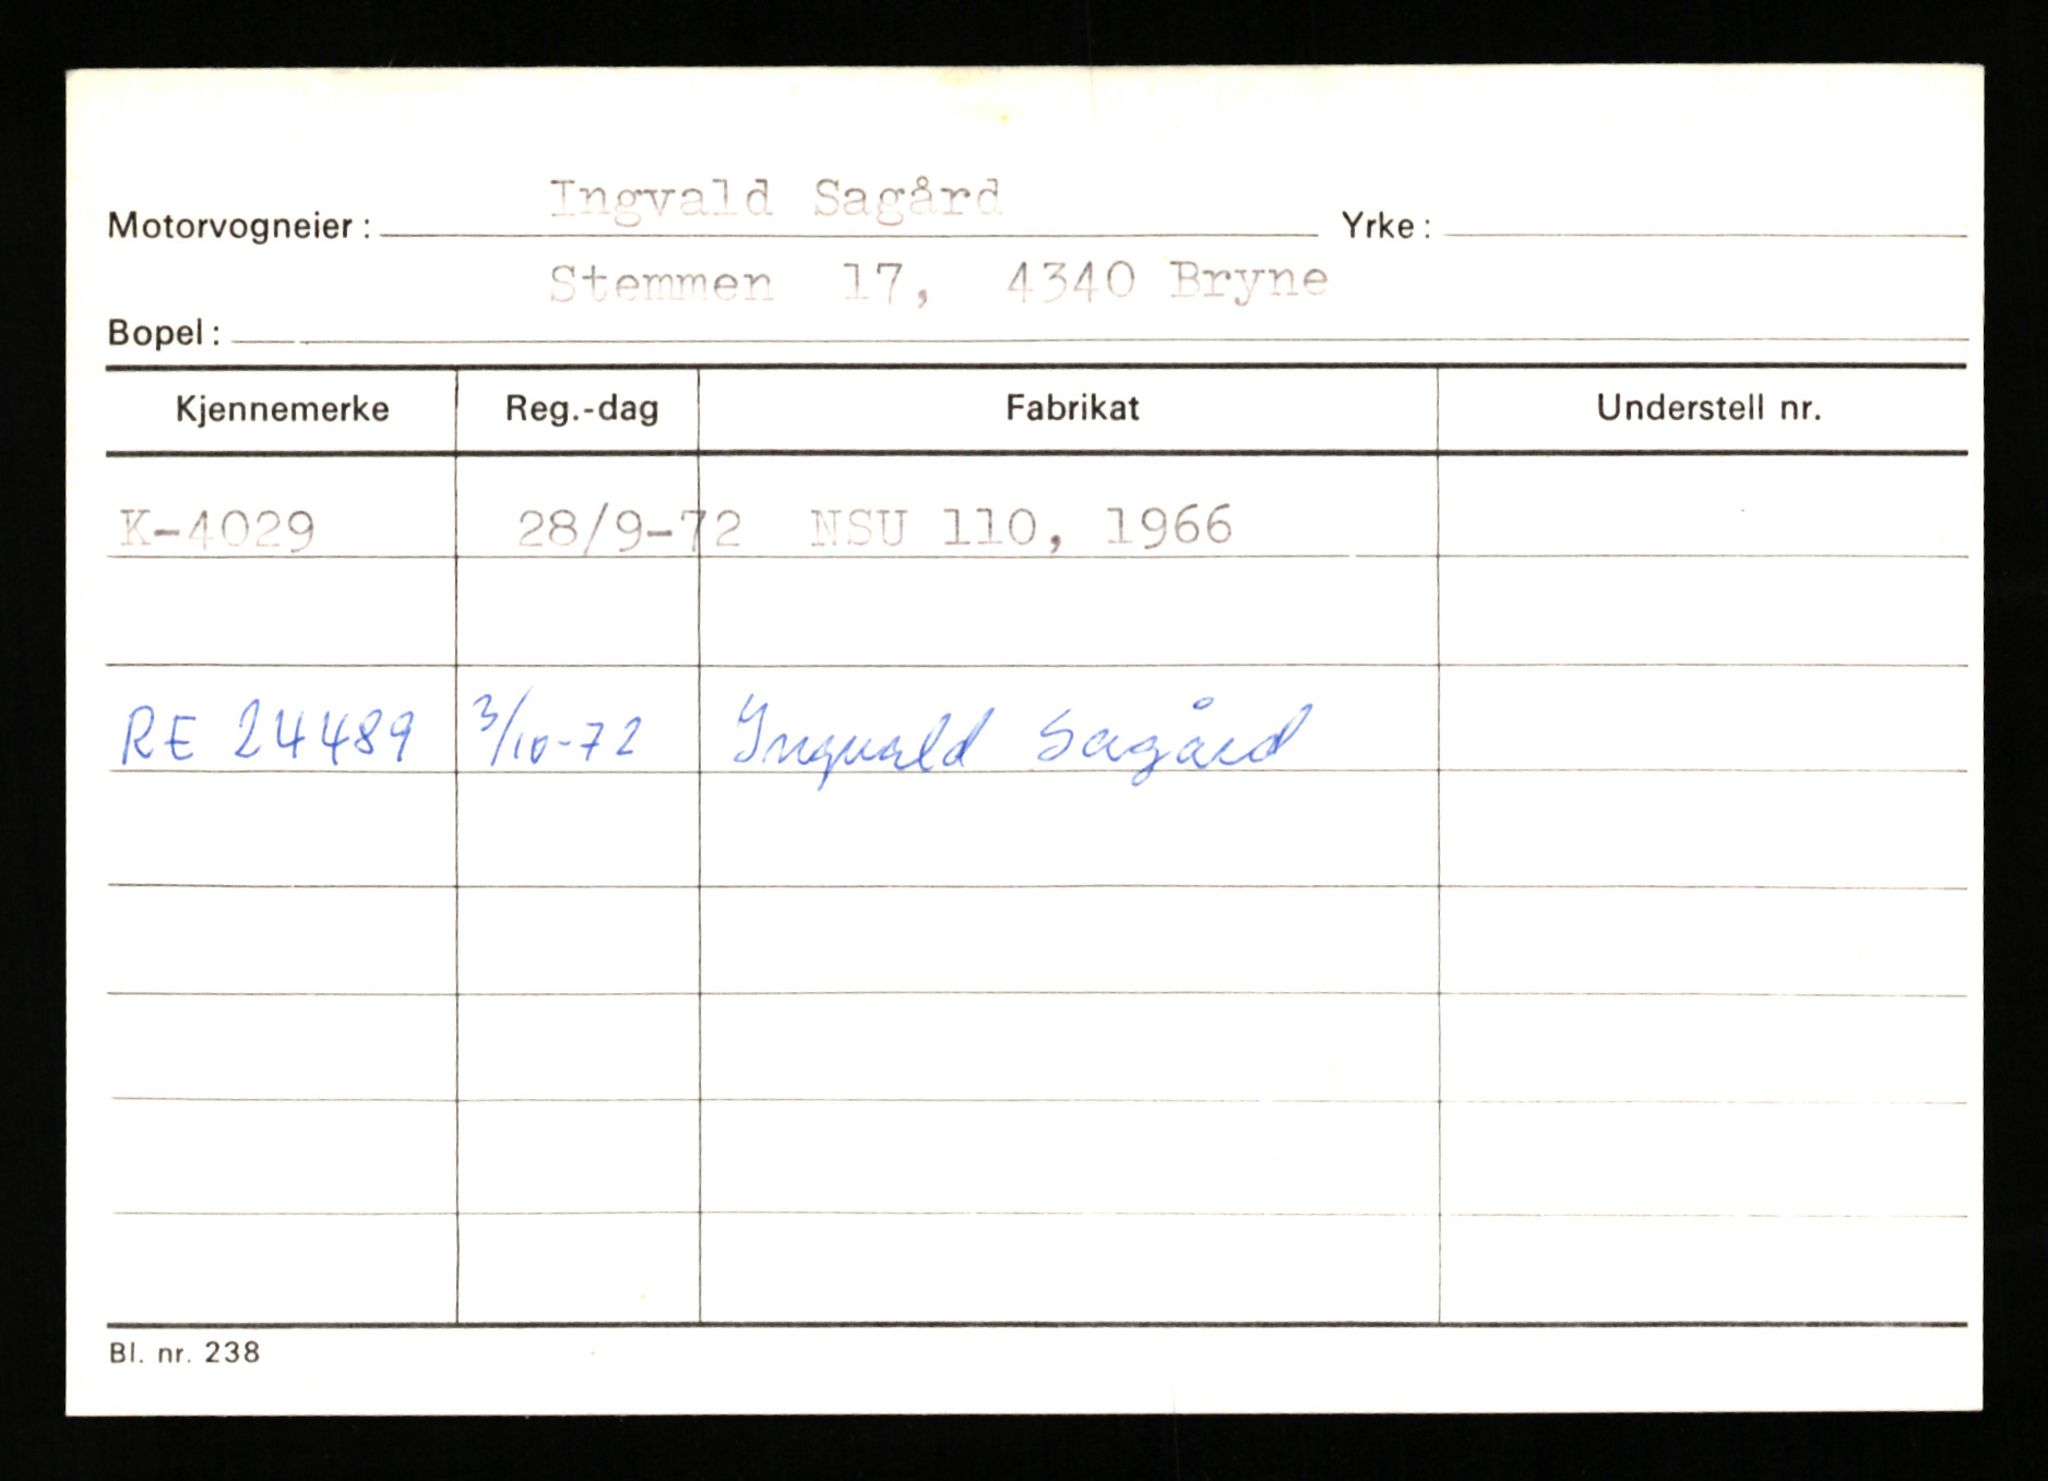 Motorvogneier: Ingvald Sagård Yrke:
Stemmen 17, 4340 Bryne
Bopel:
Kjennemerke Reg.-dag Fabrikat Understell nr.
K-4029 28/9-72 NSU 110, 1966
RE 24489 3/10-72 Ingvald Sagård
Bl. nr. 238